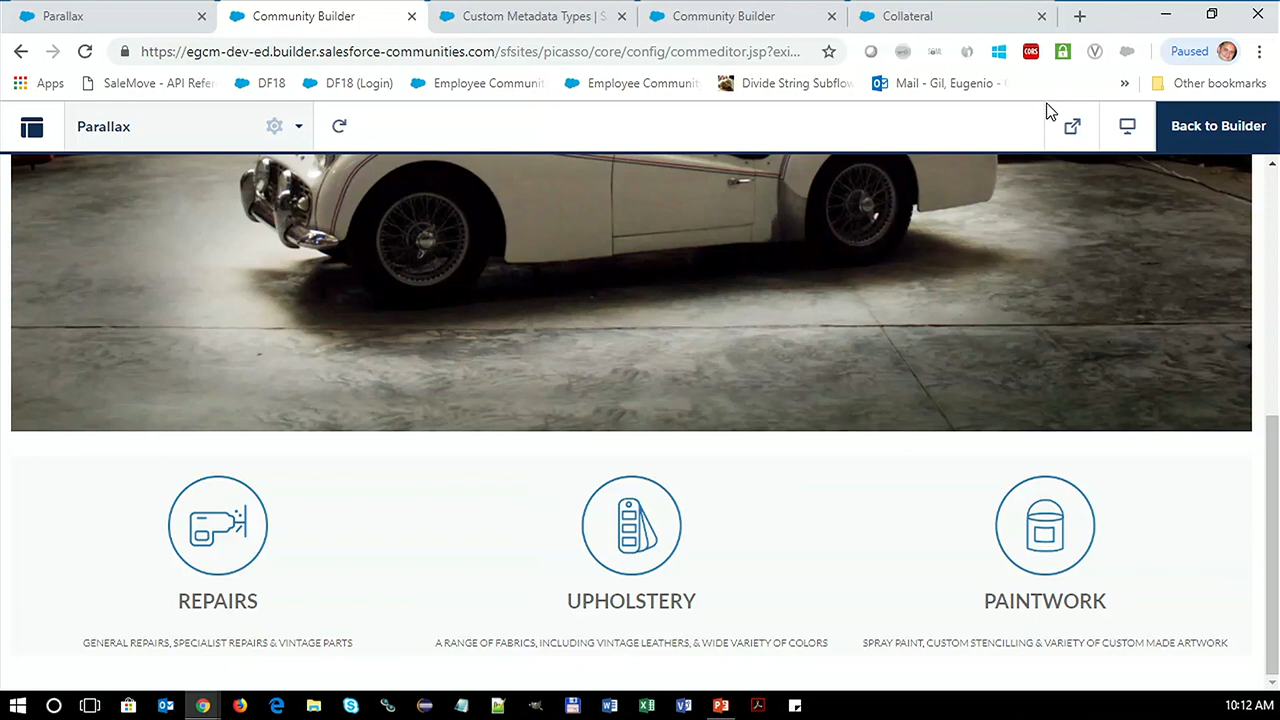 Parallax
Community Builder
Custom Metadata Types | S
Community Builder
Collateral
https://egcm-dev-ed.builder.salesforce-communities.com/sfsites/picasso/core/config/commeditor.jsp?exi...
CORS
Paused
Apps
SaleMove - API Refer
DF18
DF18 (Login)
Employee Communit
Employee Communit
Divide String Subflow
Mail - Gil, Eugenio - C
Other bookmarks
Parallax
Back to Builder
REPAIRS
UPHOLSTERY
PAINTWORK
GENERAL REPAIRS, SPECIALIST REPAIRS & VINTAGE PARTS
A RANGE OF FABRICS, INCLUDING VINTAGE LEATHERS, & WIDE VARIETY OF COLORS
SPRAY PAINT, CUSTOM STENCILLING & VARIETY OF CUSTOM MADE ARTWORK
10:12 AM